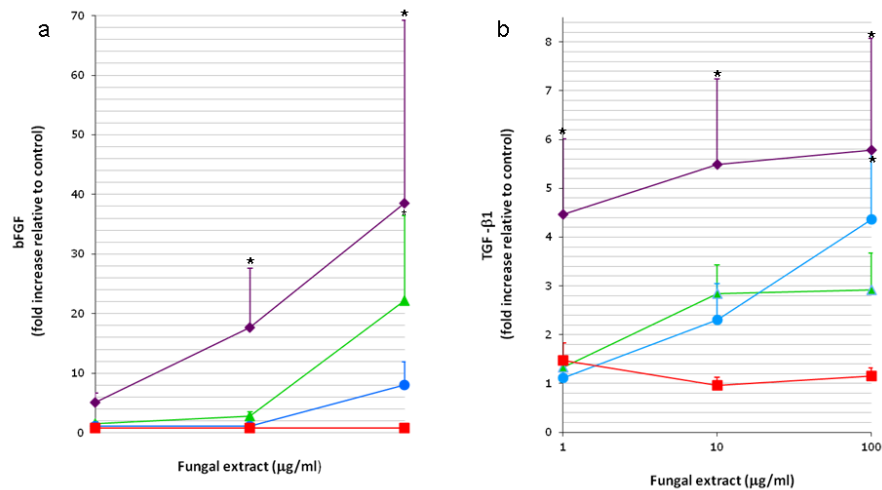 a
70
60
50
40
30
20
10
0
bFGF
(fold increase relative to control)
* *
*
Fungal extract (µg/ml)
b
8
7
6
5
4
3
2
1
0
TGF -β1
(fold increase relative to control)
* * * *
1 10 100
Fungal extract (µg/ml)